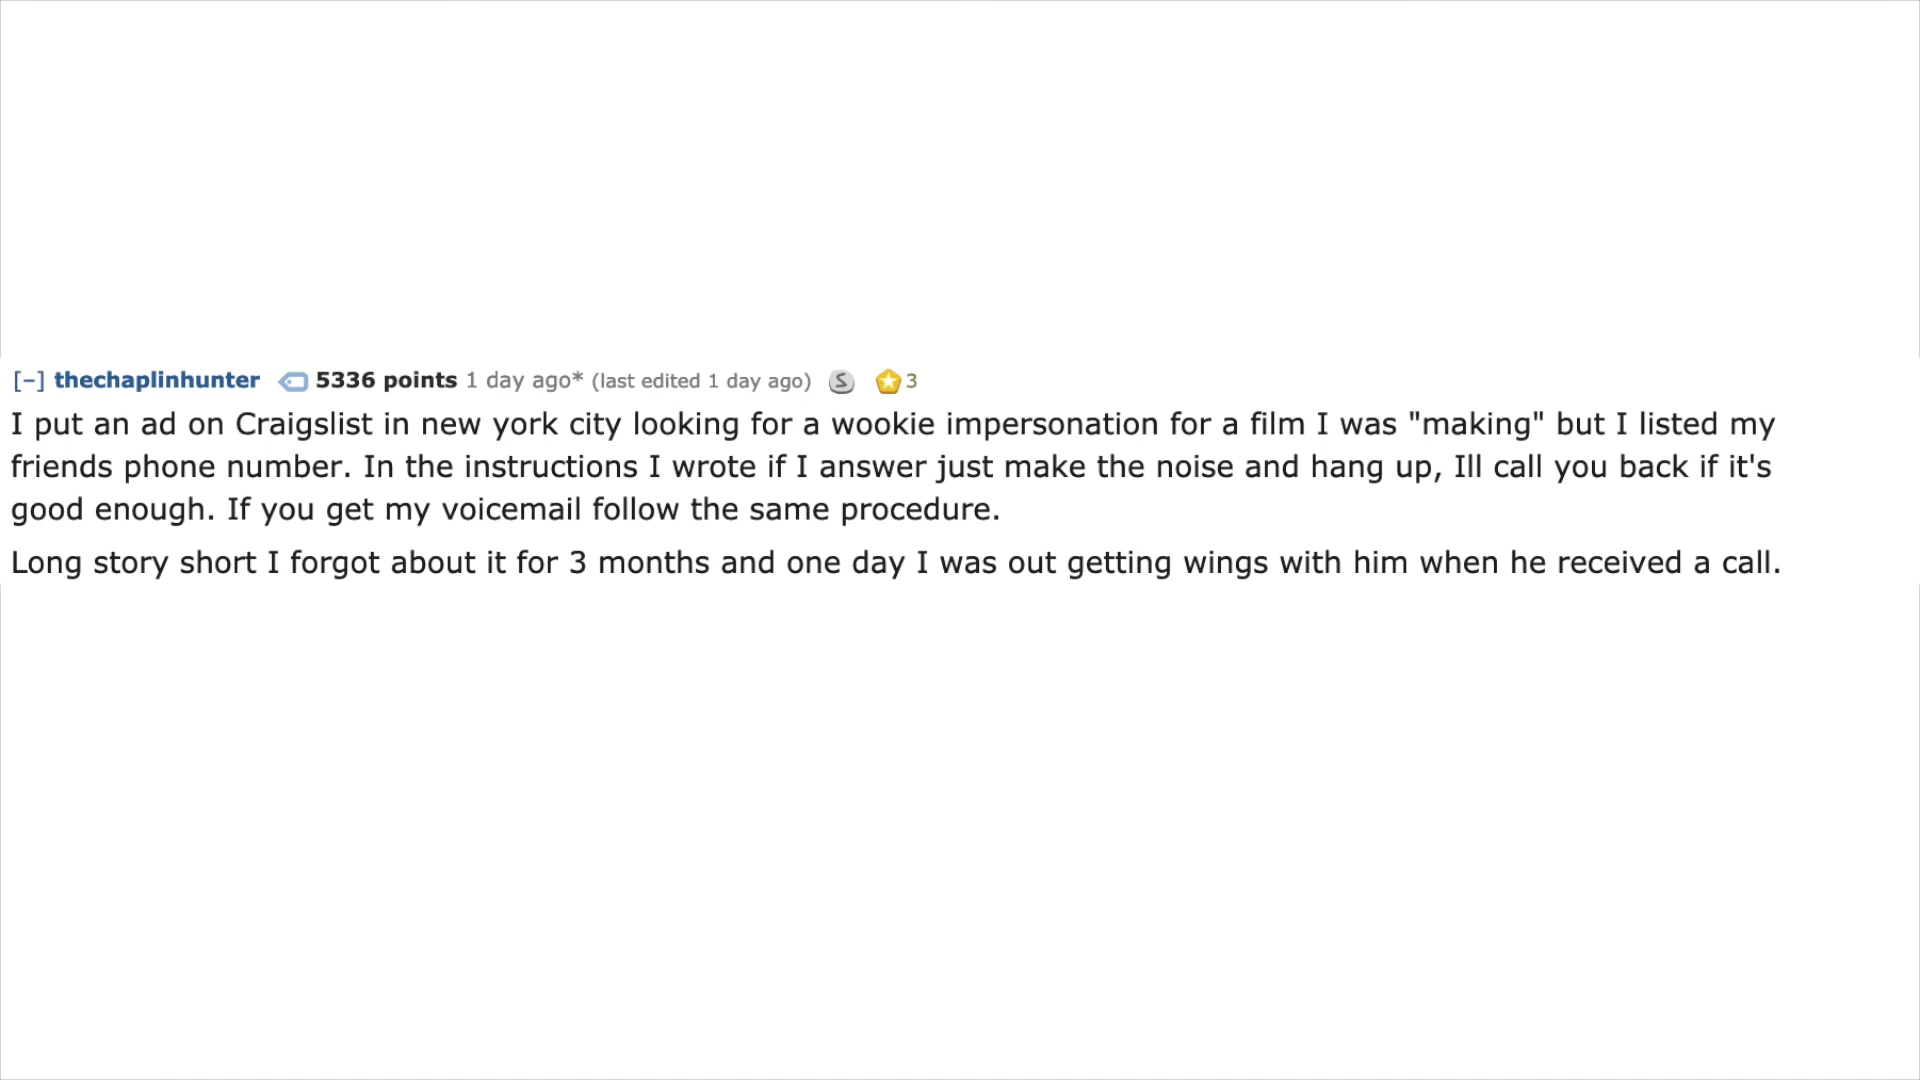 [–] thechaplinhunter 5336 points 1 day ago* (last edited 1 day ago) S 3
I put an ad on Craigslist in new york city looking for a wookie impersonation for a film I was "making" but I listed my
friends phone number. In the instructions I wrote if I answer just make the noise and hang up, Ill call you back if it's
good enough. If you get my voicemail follow the same procedure.
Long story short I forgot about it for 3 months and one day I was out getting wings with him when he received a call.